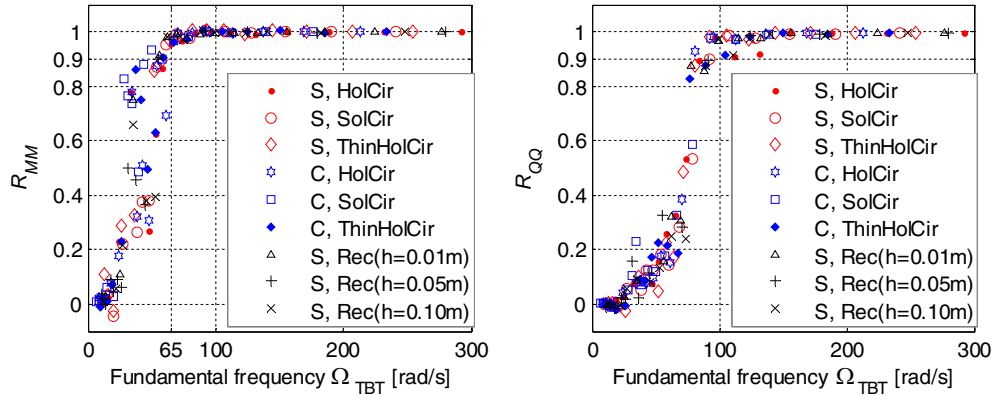 1
0.9
0.8
0.6
0.4
0.2
0
R_MM
0 65 100 200 300
Fundamental frequency Ω_TBT [rad/s]
S, HolCir
S, SolCir
S, ThinHolCir
C, HolCir
C, SolCir
C, ThinHolCir
S, Rec(h=0.01m)
S, Rec(h=0.05m)
S, Rec(h=0.10m)
1
0.9
0.8
0.6
0.4
0.2
0
R_QQ
0 100 200 300
Fundamental frequency Ω_TBT [rad/s]
S, HolCir
S, SolCir
S, ThinHolCir
C, HolCir
C, SolCir
C, ThinHolCir
S, Rec(h=0.01m)
S, Rec(h=0.05m)
S, Rec(h=0.10m)